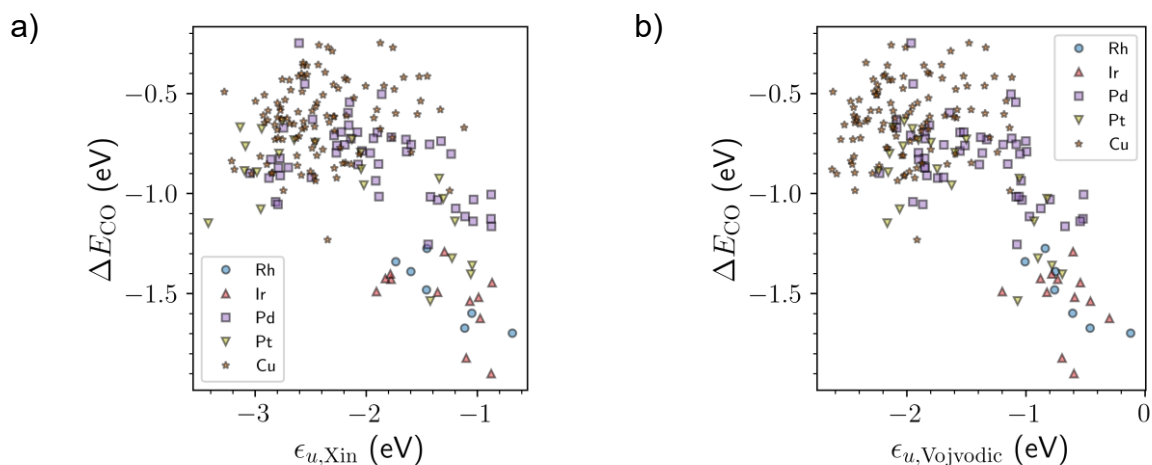 a)
ΔE_CO (eV)
−0.5
−1.0
−1.5
Rh
Ir
Pd
Pt
Cu
−3
−2
−1
ϵ_u,Xin (eV)
b)
ΔE_CO (eV)
−0.5
−1.0
−1.5
Rh
Ir
Pd
Pt
Cu
−2
−1
0
ϵ_u,Vojvodic (eV)